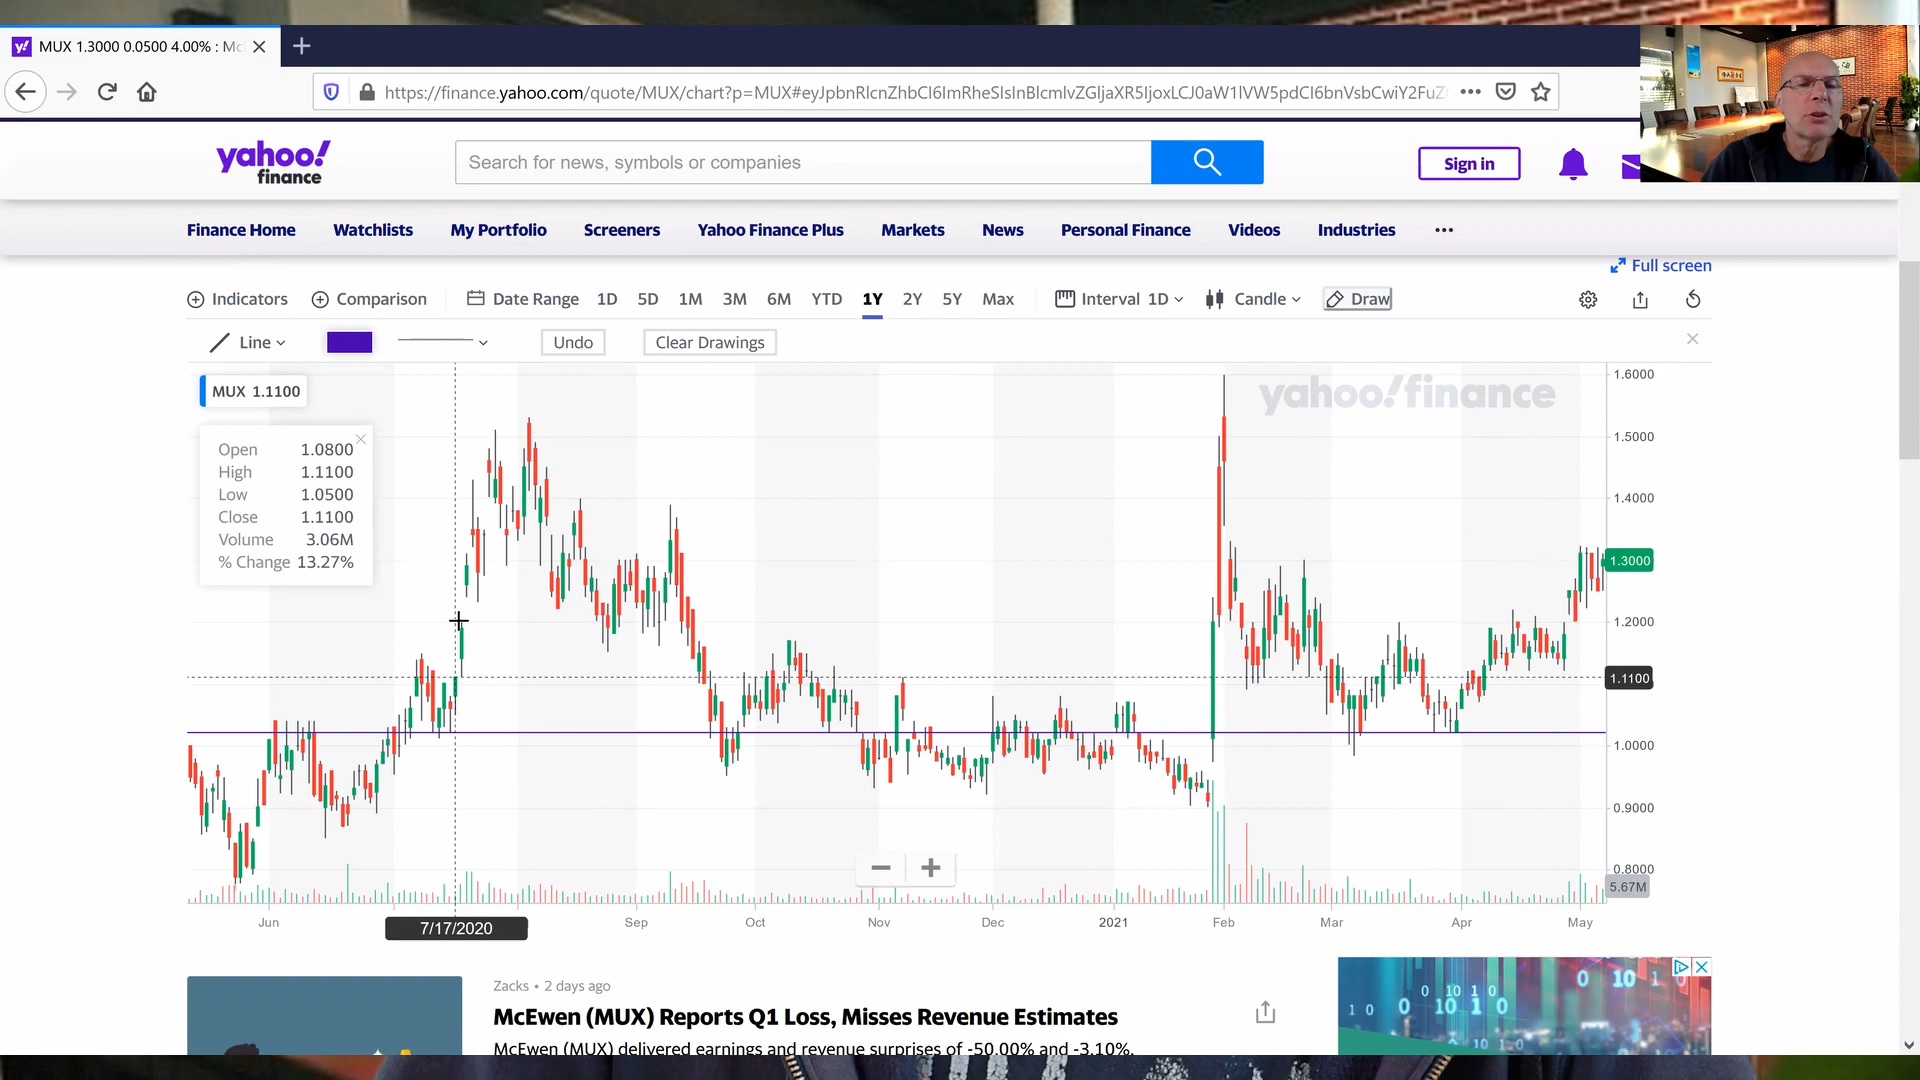 MUX 1.3000 0.0500 4.00% : Mc
https://finance.yahoo.com/quote/MUX/chart?p=MUX#eyJpbnRlcnZhbCI6ImRheSIsInBlcmlvZGljaXR5IjoxLCJ0aW1lVW5pdCI6bnVsbCwiY2FuZ
yahoo!
finance
Search for news, symbols or companies
Sign in
Finance Home Watchlists My Portfolio Screeners Yahoo Finance Plus Markets News Personal Finance Videos Industries
Full screen
Indicators Comparison Date Range 1D 5D 1M 3M 6M YTD 1Y 2Y 5Y Max Interval 1D Candle Draw
Line Undo Clear Drawings
MUX 1.1100
yahoo!finance
Open 1.0800
High 1.1100
Low 1.0500
Close 1.1100
Volume 3.06M
% Change 13.27%
1.6000
1.5000
1.4000
1.3000
1.2000
1.1100
1.0000
0.9000
0.8000
5.67M
Jun 7/17/2020 Sep Oct Nov Dec 2021 Feb Mar Apr May
Zacks • 2 days ago
McEwen (MUX) Reports Q1 Loss, Misses Revenue Estimates
McEwen (MUX) delivered earnings and revenue surprises of -50.00% and -3.10%,